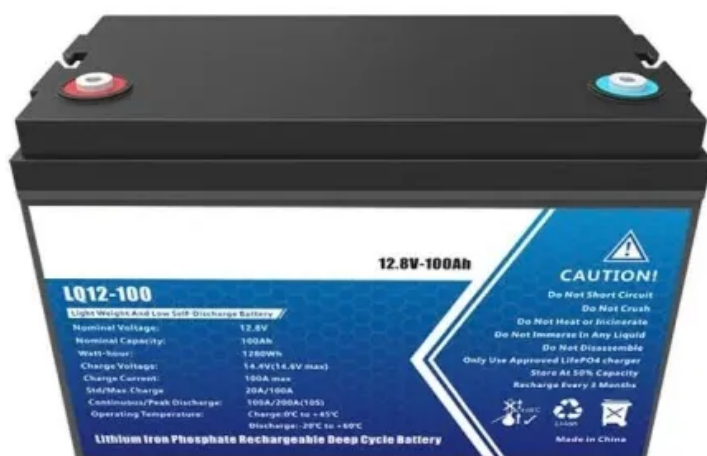 12.8V-100Ah
LQ12-100
Light Weight And Low Self-Discharge Battery
Nominal Voltage: 12.8V
Nominal Capacity: 100Ah
Watt-hour: 1280Wh
Charge Voltage: 14.4V(14.6V max)
Charge Current: 100A max
Std/Max.Charge 20A/100A
Continuous/Peak Discharge: 100A/200A(10S)
Operating Temperature: Charge:0℃ to +45℃
Discharge:-20℃ to +60℃
Lithium Iron Phosphate Rechargeable Deep Cycle Battery
CAUTION!
Do Not Short Circuit
Do Not Crush
Do Not Heat or Incinerate
Do Not Immerse In Any Liquid
Do Not Disassemble
Only Use Approved LifePO4 charger
Store At 50% Capacity
Recharge Every 3 Months
Li-ion
Made in China